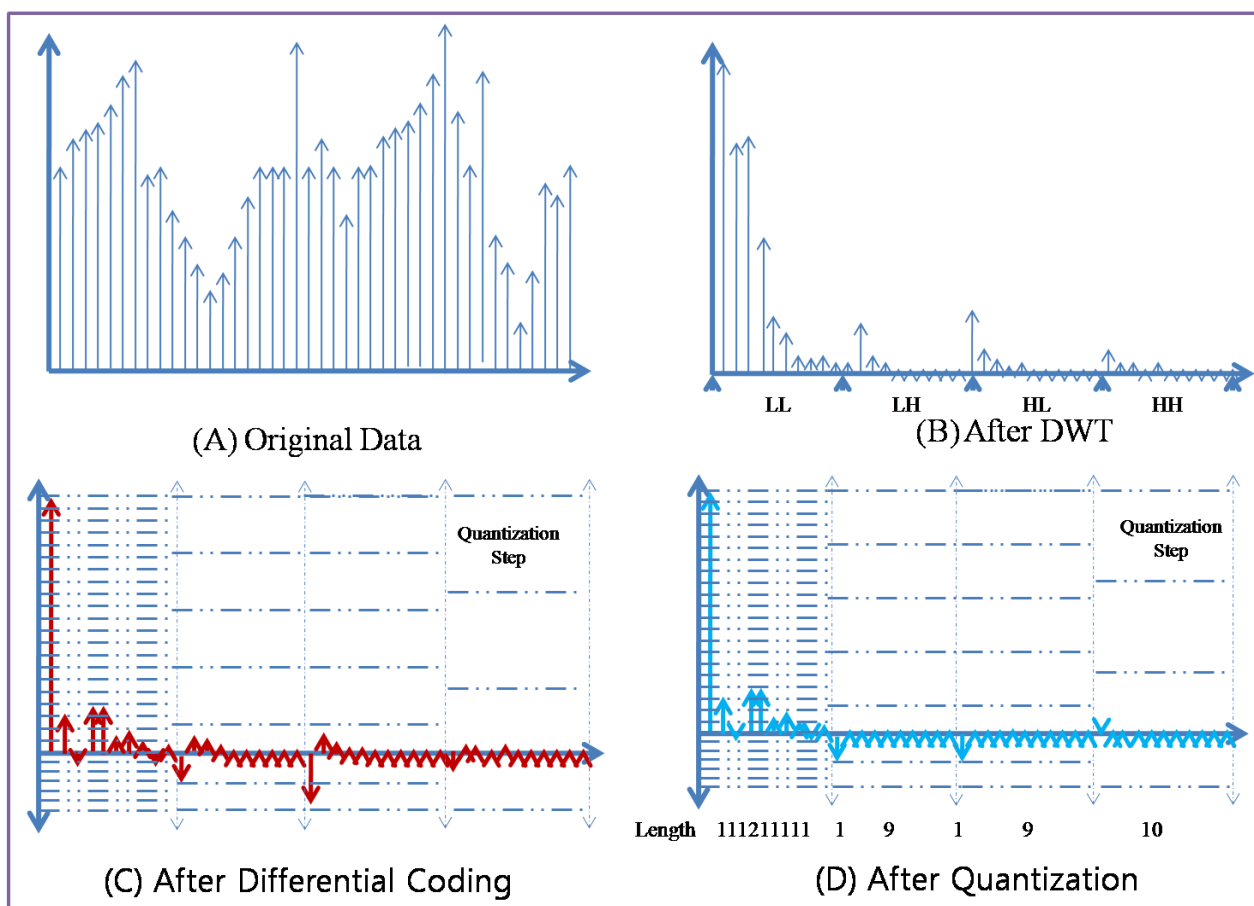 (A) Original Data
LL LH HL HH
(B) After DWT
Quantization
Step
(C) After Differential Coding
Quantization
Step
Length 111211111 1 9 1 9 10
(D) After Quantization